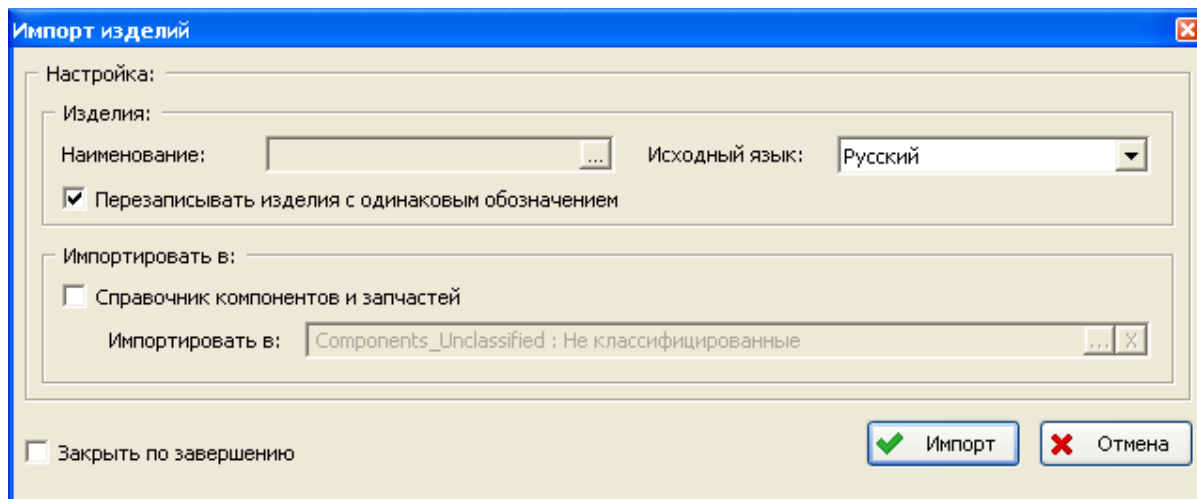 Импорт изделий
Настройка:
Изделия:
Наименование: ... Исходный язык: Русский
Перезаписывать изделия с одинаковым обозначением
Импортировать в:
Справочник компонентов и запчастей
Импортировать в: Components_Unclassified : Не классифицированные ... X
Импорт Отмена
Закрыть по завершению